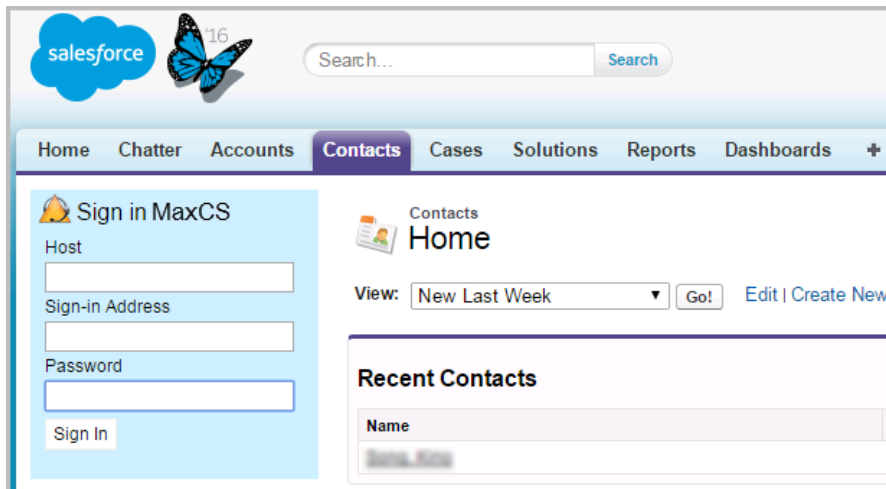 salesforce
'16
Search...
Search
Home Chatter Accounts Contacts Cases Solutions Reports Dashboards +
Sign in MaxCS
Host
Sign-in Address
Password
Sign In
Contacts
Home
View: New Last Week Go! Edit | Create New
Recent Contacts
Name